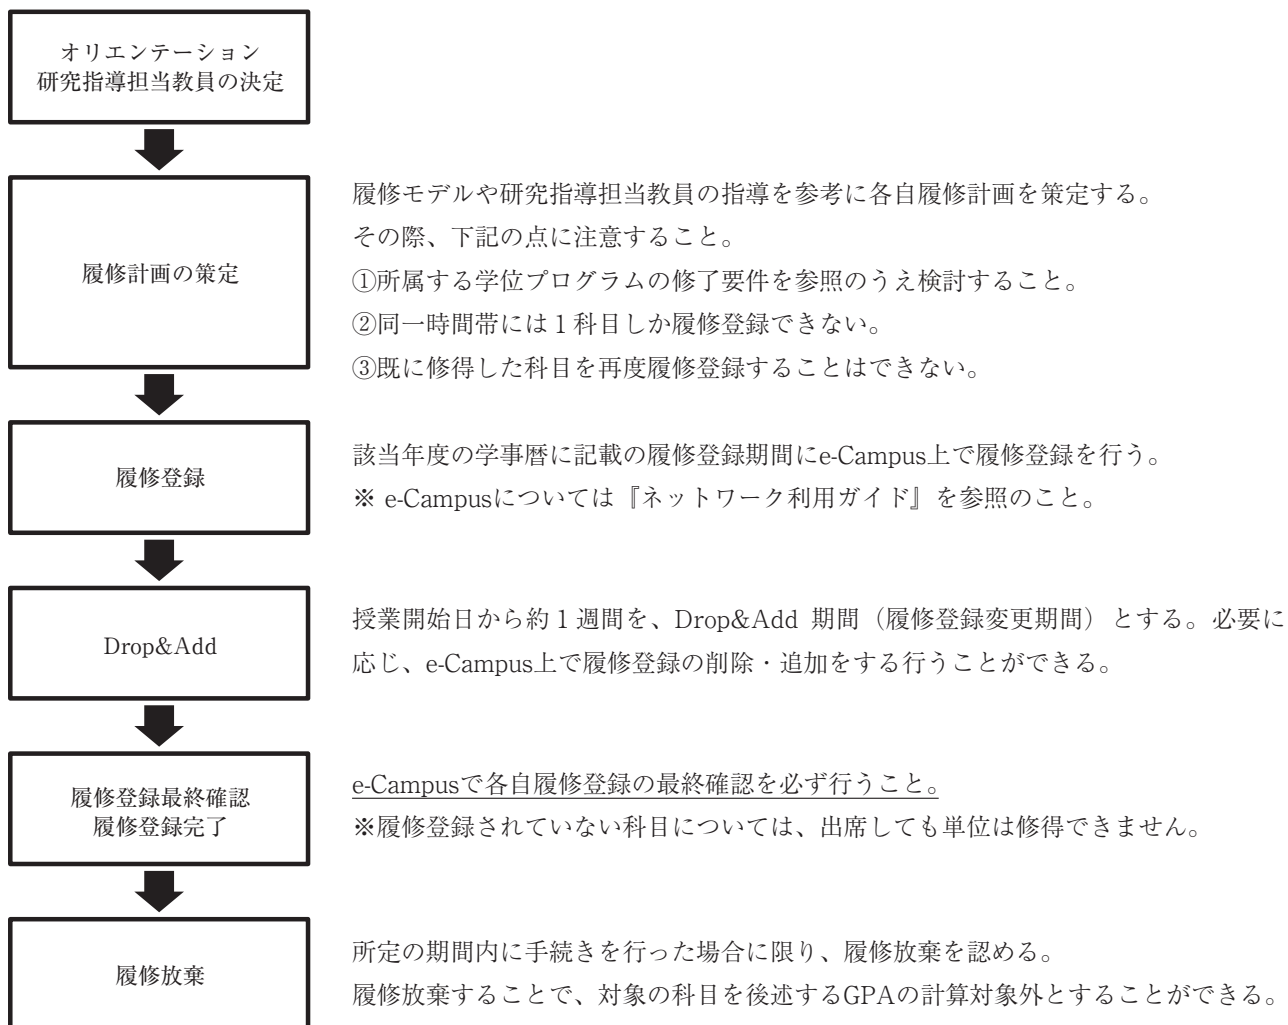 オリエンテーション
研究指導担当教員の決定
履修計画の策定
履修モデルや研究指導担当教員の指導を参考に各自履修計画を策定する。
その際、下記の点に注意すること。
①所属する学位プログラムの修了要件を参照のうえ検討すること。
②同一時間帯には１科目しか履修登録できない。
③既に修得した科目を再度履修登録することはできない。
履修登録
該当年度の学事暦に記載の履修登録期間にe-Campus上で履修登録を行う。
※ e-Campusについては『ネットワーク利用ガイド』を参照のこと。
Drop&Add
授業開始日から約１週間を、Drop&Add 期間（履修登録変更期間）とする。必要に
応じ、e-Campus上で履修登録の削除・追加をする行うことができる。
履修登録最終確認
履修登録完了
e-Campusで各自履修登録の最終確認を必ず行うこと。
※履修登録されていない科目については、出席しても単位は修得できません。
履修放棄
所定の期間内に手続きを行った場合に限り、履修放棄を認める。
履修放棄することで、対象の科目を後述するGPAの計算対象外とすることができる。